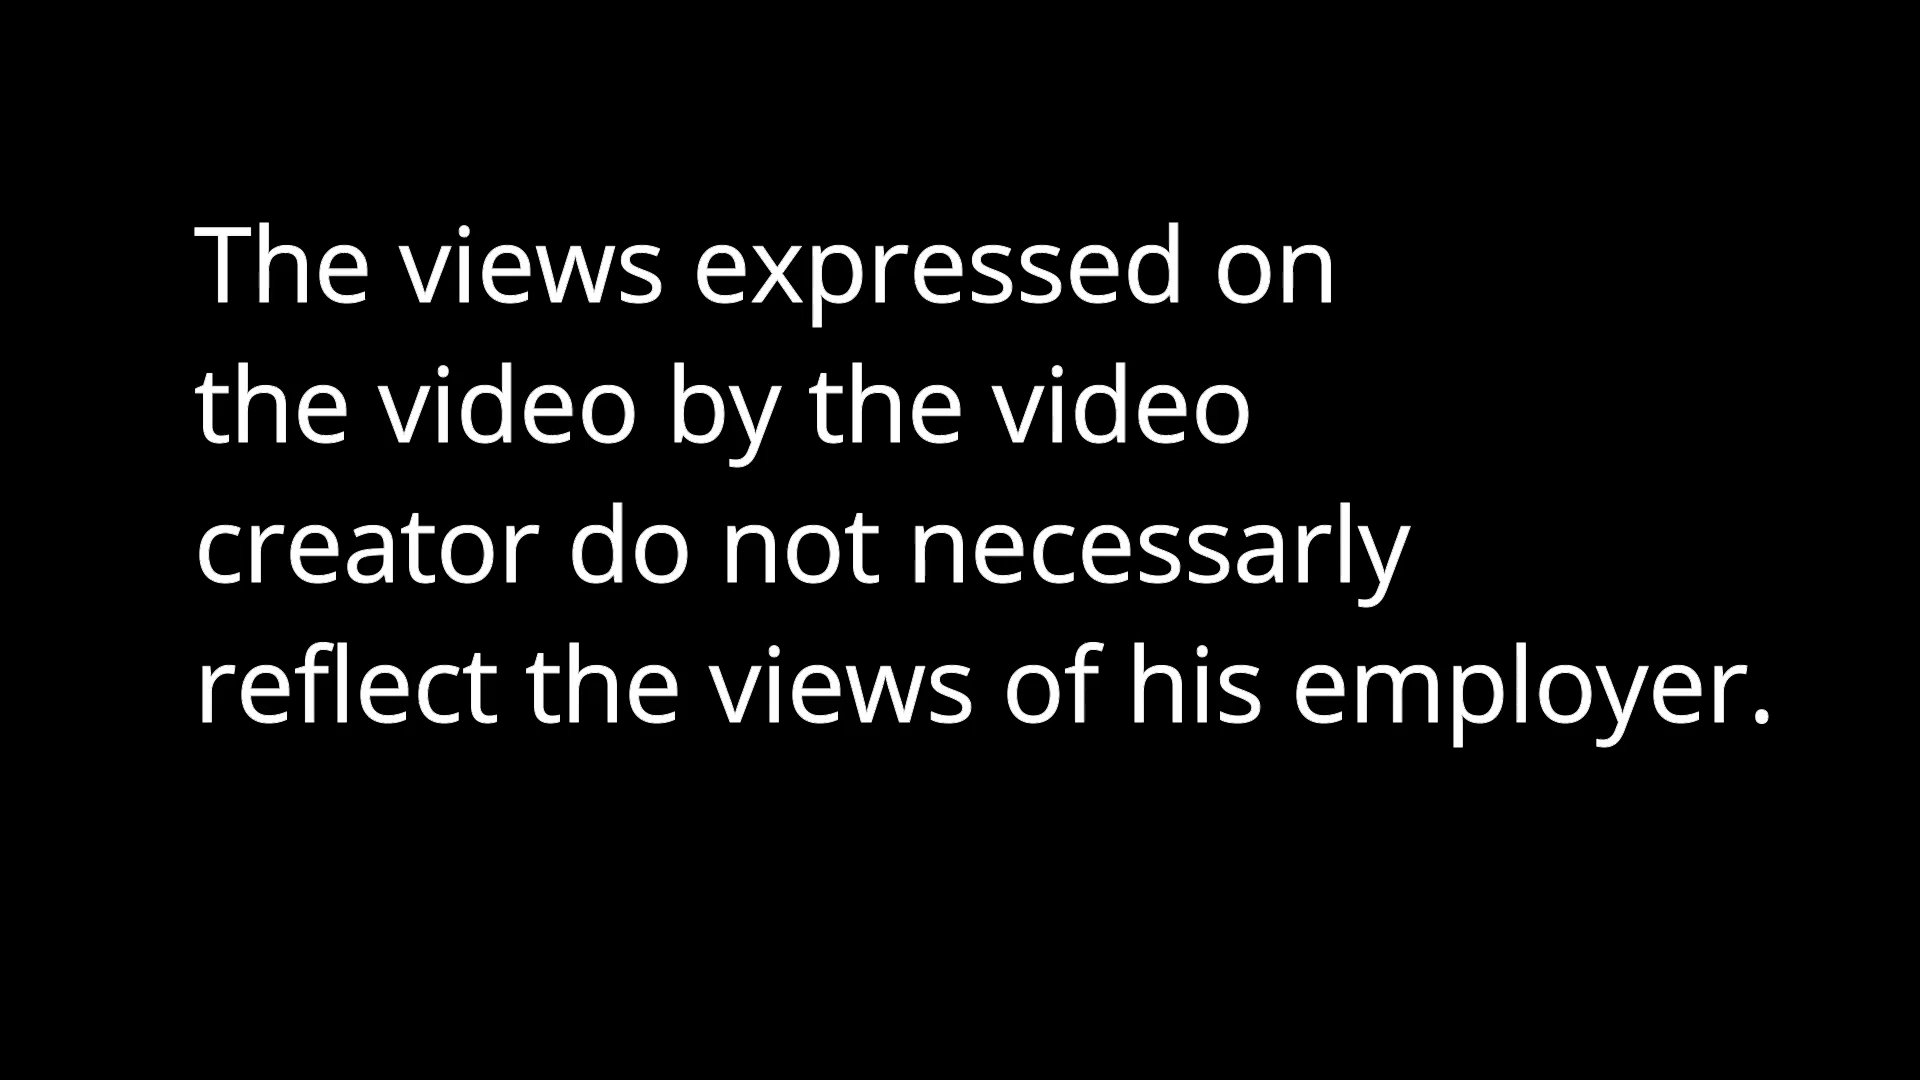 The views expressed on
the video by the video
creator do not necessarly
reflect the views of his employer.